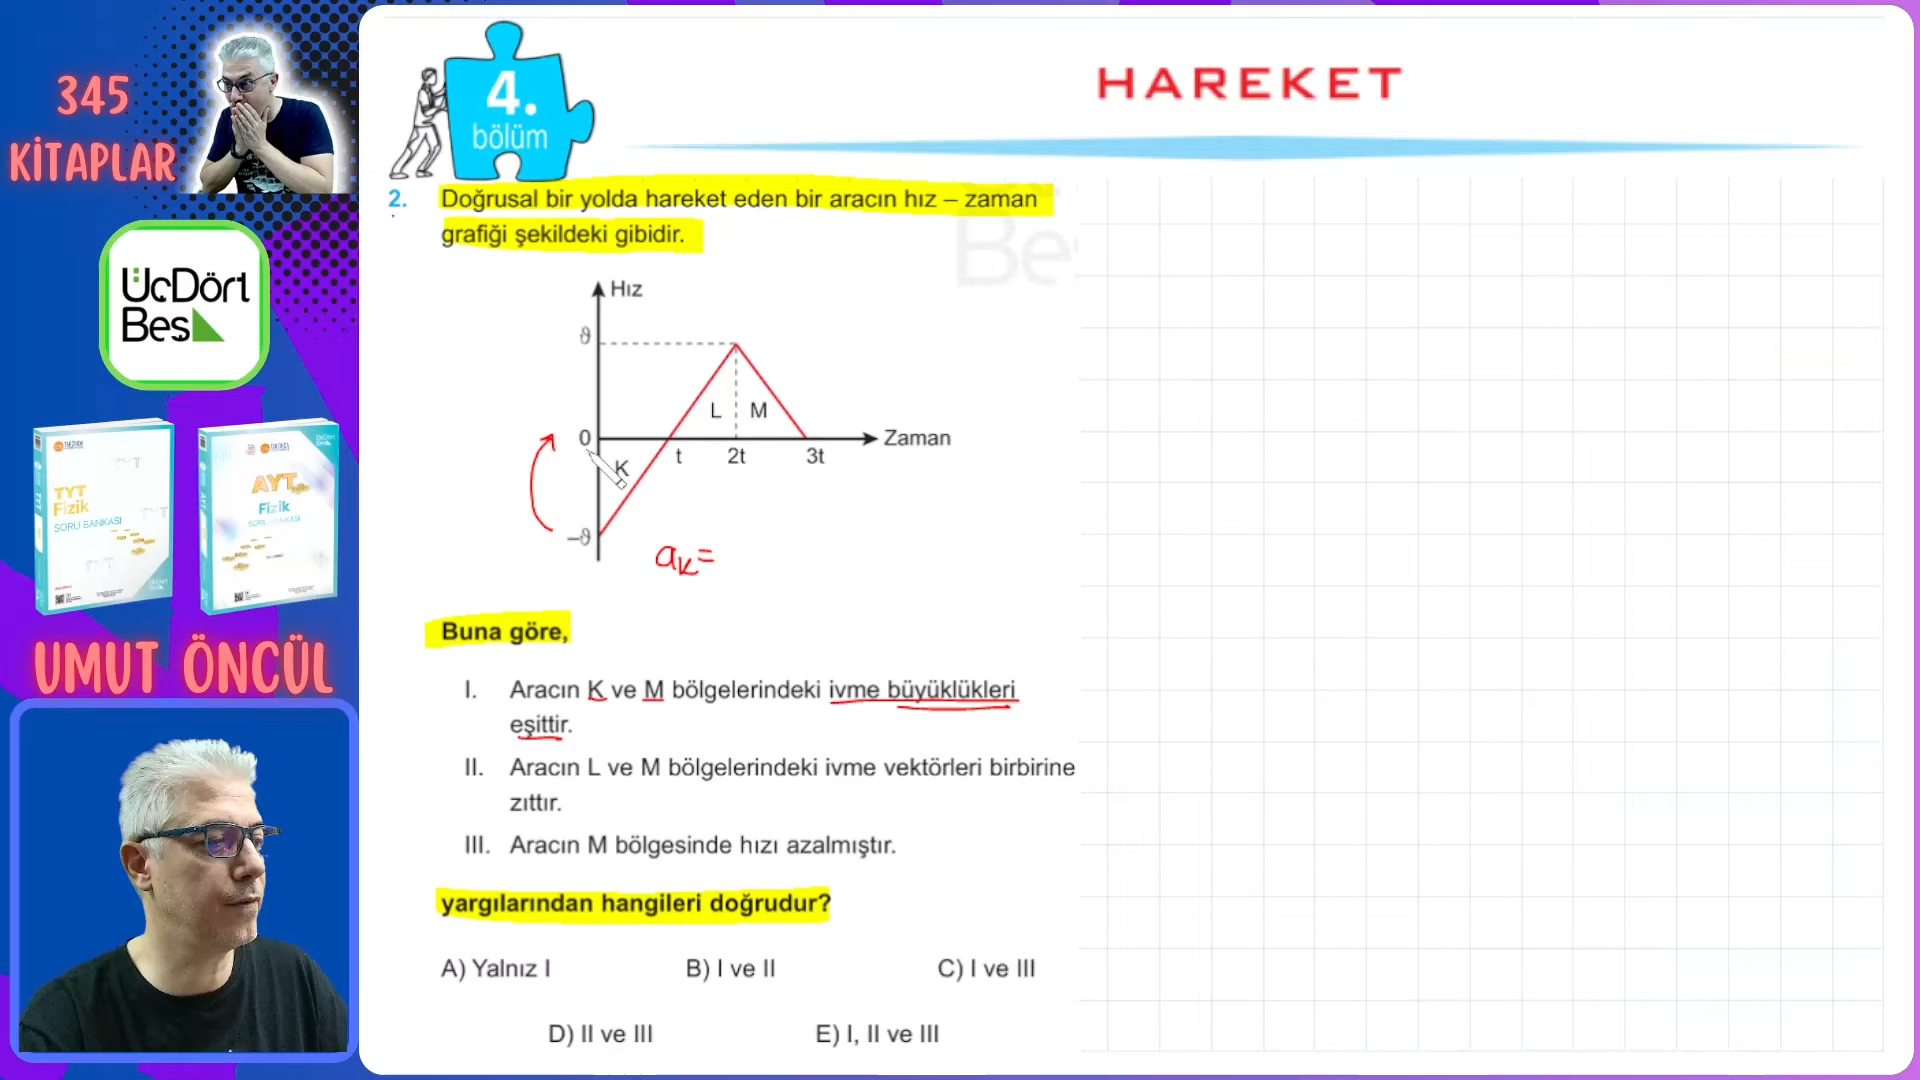 345
KİTAPLAR
ÜçDört
Beş
TYT
Fizik
SORU BANKASI
AYT
Fizik
SORU BANKASI
UMUT ÖNCÜL
4.
bölüm
HAREKET
2. Doğrusal bir yolda hareket eden bir aracın hız – zaman
grafiği şekildeki gibidir.
Hız
ϑ
L M
0
Zaman
K
t 2t 3t
–ϑ
aK=
Buna göre,
I. Aracın K ve M bölgelerindeki ivme büyüklükleri
eşittir.
II. Aracın L ve M bölgelerindeki ivme vektörleri birbirine
zıttır.
III. Aracın M bölgesinde hızı azalmıştır.
yargılarından hangileri doğrudur?
A) Yalnız I B) I ve II C) I ve III
D) II ve III E) I, II ve III